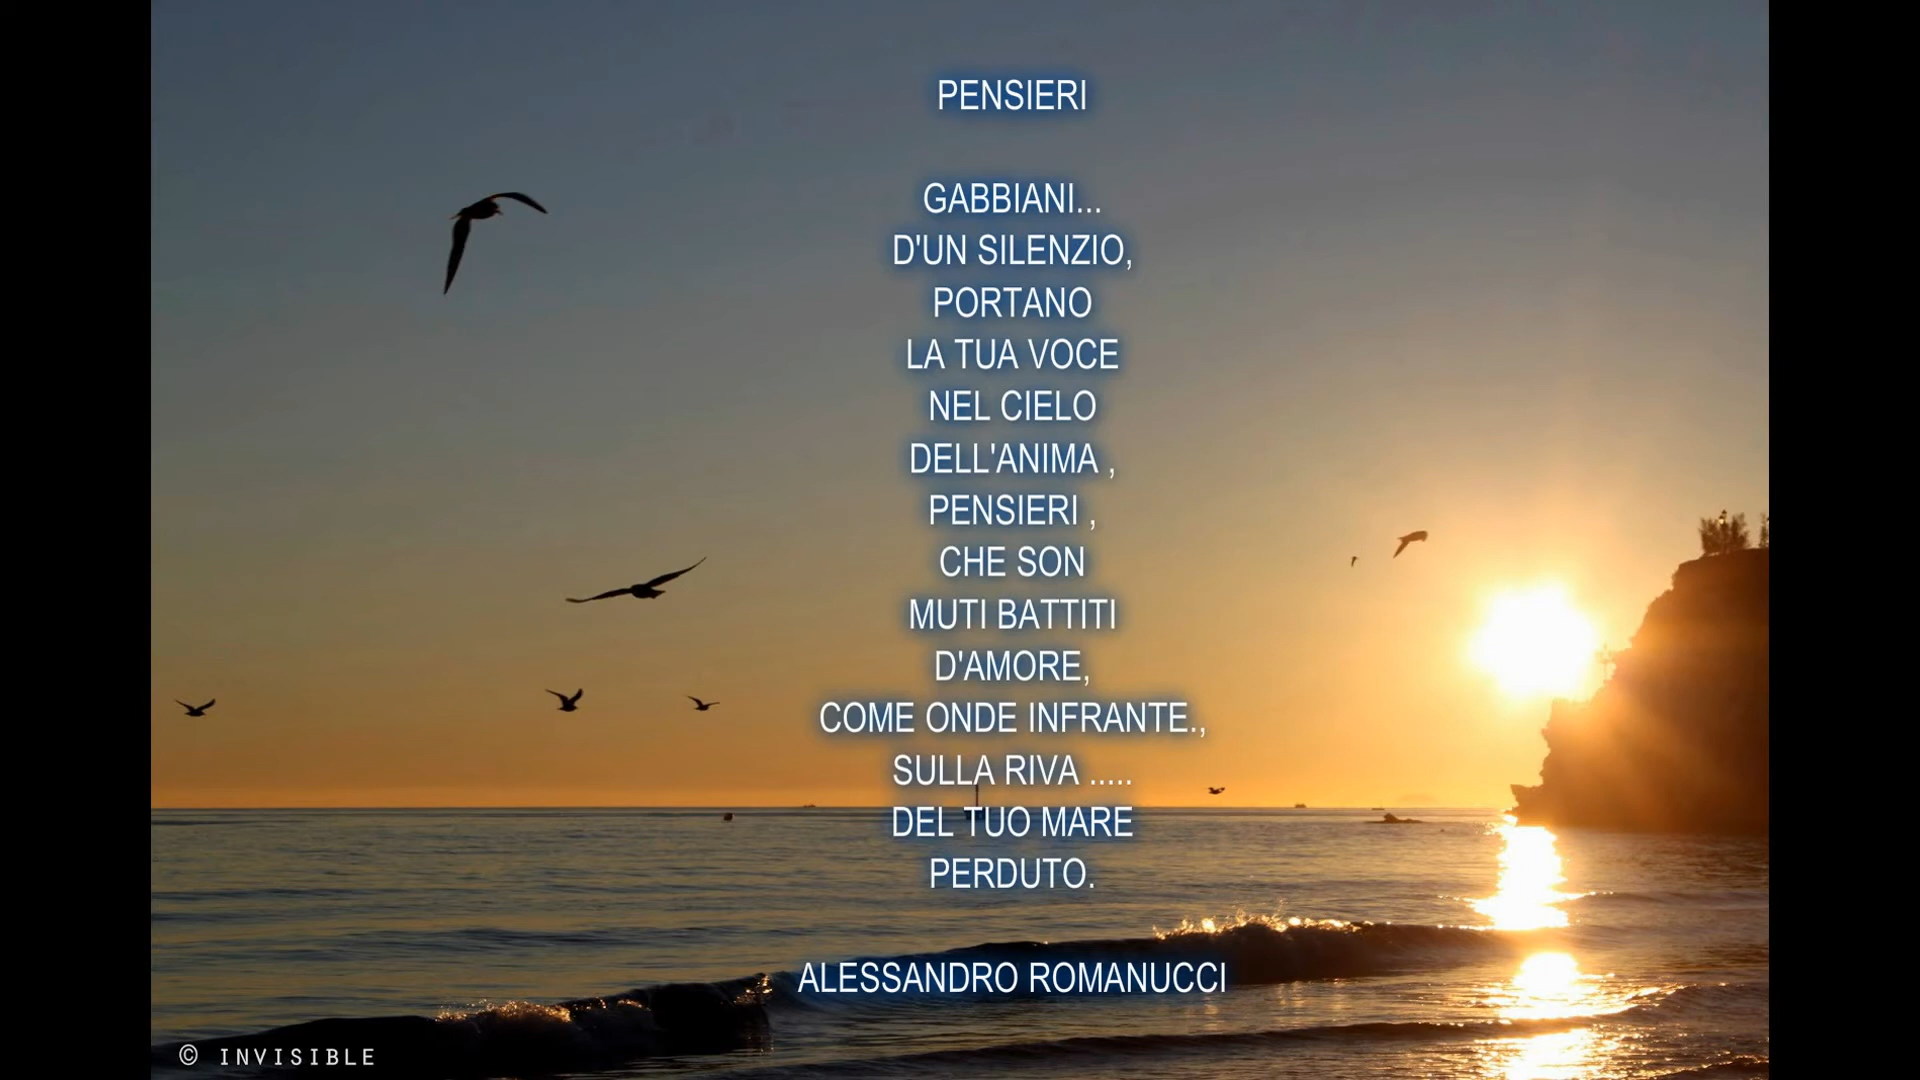 PENSIERI
GABBIANI...
D'UN SILENZIO,
PORTANO
LA TUA VOCE
NEL CIELO
DELL'ANIMA ,
PENSIERI ,
CHE SON
MUTI BATTITI
D'AMORE,
COME ONDE INFRANTE.,
SULLA RIVA .....
DEL TUO MARE
PERDUTO.
ALESSANDRO ROMANUCCI
© INVISIBLE